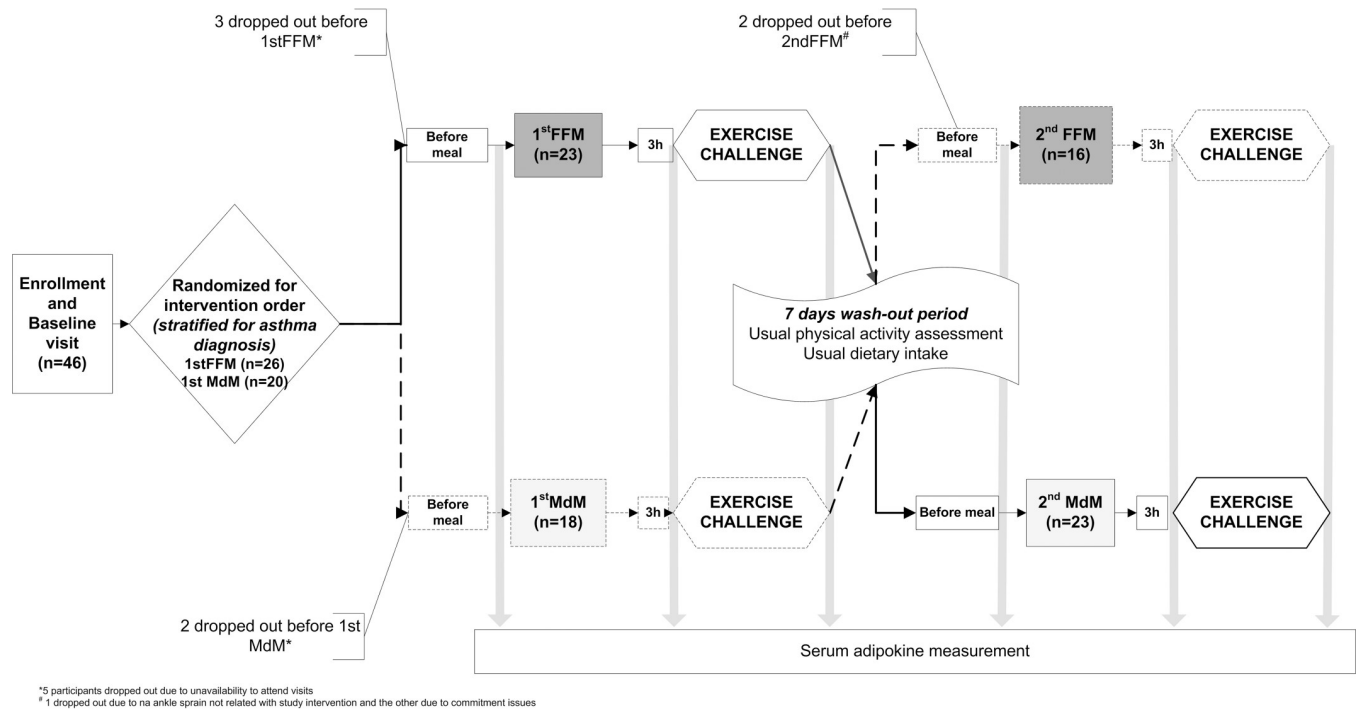 3 dropped out before
1stFFM*
2 dropped out before
2ndFFM#
Before
meal
1st FFM
(n=23)
3h
EXERCISE
CHALLENGE
Before
meal
2nd FFM
(n=16)
3h
EXERCISE
CHALLENGE
Enrollment
and
Baseline
visit
(n=46)
Randomized for
intervention order
(stratified for asthma
diagnosis)
1stFFM (n=26)
1st MdM (n=20)
7 days wash-out period
Usual physical activity assessment
Usual dietary intake
Before
meal
1st MdM
(n=18)
3h
EXERCISE
CHALLENGE
Before meal
2nd MdM
(n=23)
3h
EXERCISE
CHALLENGE
2 dropped out before 1st
MdM*
Serum adipokine measurement
*5 participants dropped out due to unavailability to attend visits
# 1 dropped out due to na ankle sprain not related with study intervention and the other due to commitment issues